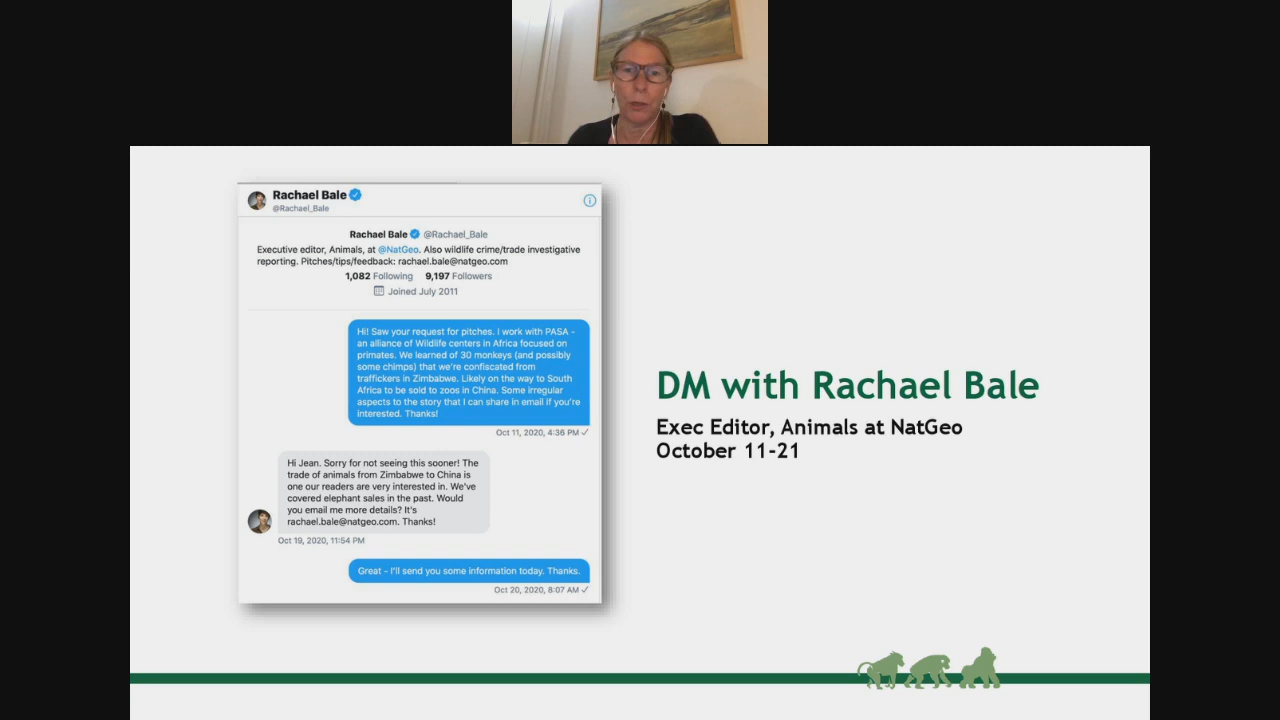 Rachael Bale
@Rachael_Bale
Rachael Bale @Rachael_Bale
Executive editor, Animals, at @NatGeo. Also wildlife crime/trade investigative
reporting. Pitches/tips/feedback: rachael.bale@natgeo.com
1,082 Following 9,197 Followers
Joined July 2011
Hi! Saw your request for pitches. I work with PASA -
an alliance of Wildlife centers in Africa focused on
primates. We learned of 30 monkeys (and possibly
some chimps) that we're confiscated from
traffickers in Zimbabwe. Likely on the way to South
Africa to be sold to zoos in China. Some irregular
aspects to the story that I can share in email if you're
interested. Thanks!
Oct 11, 2020, 4:36 PM
Hi Jean. Sorry for not seeing this sooner! The
trade of animals from Zimbabwe to China is
one our readers are very interested in. We've
covered elephant sales in the past. Would
you email me more details? It's
rachael.bale@natgeo.com. Thanks!
Oct 19, 2020, 11:54 PM
Great - I'll send you some information today. Thanks.
Oct 20, 2020, 8:07 AM
DM with Rachael Bale
Exec Editor, Animals at NatGeo
October 11-21